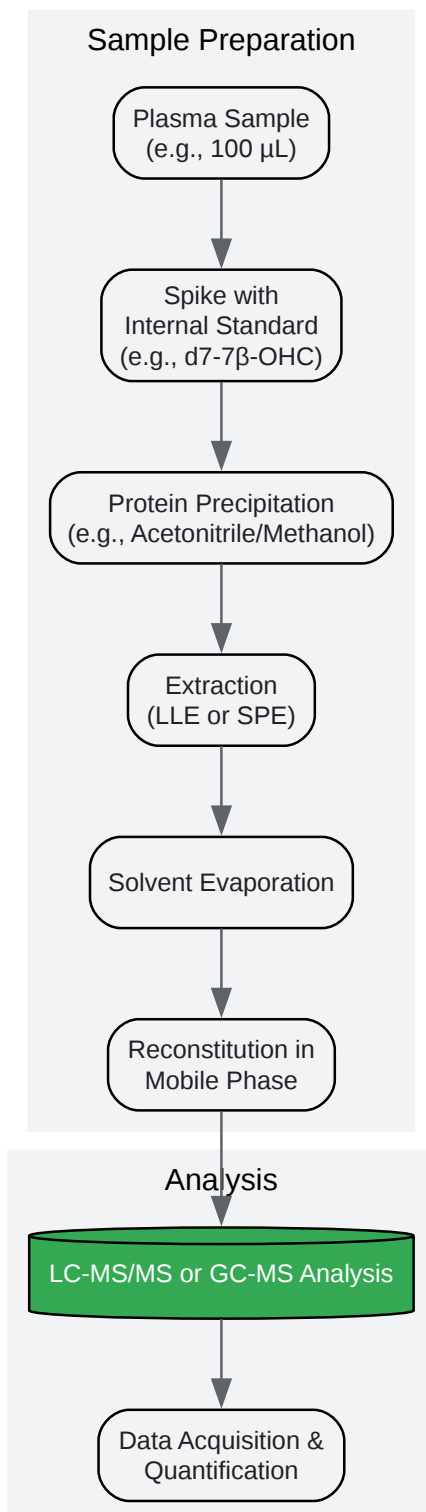 Sample Preparation
Plasma Sample
(e.g., 100 µL)
Spike with
Internal Standard
(e.g., d7-7β-OHC)
Protein Precipitation
(e.g., Acetonitrile/Methanol)
Extraction
(LLE or SPE)
Solvent Evaporation
Reconstitution in
Mobile Phase
Analysis
LC-MS/MS or GC-MS Analysis
Data Acquisition &
Quantification